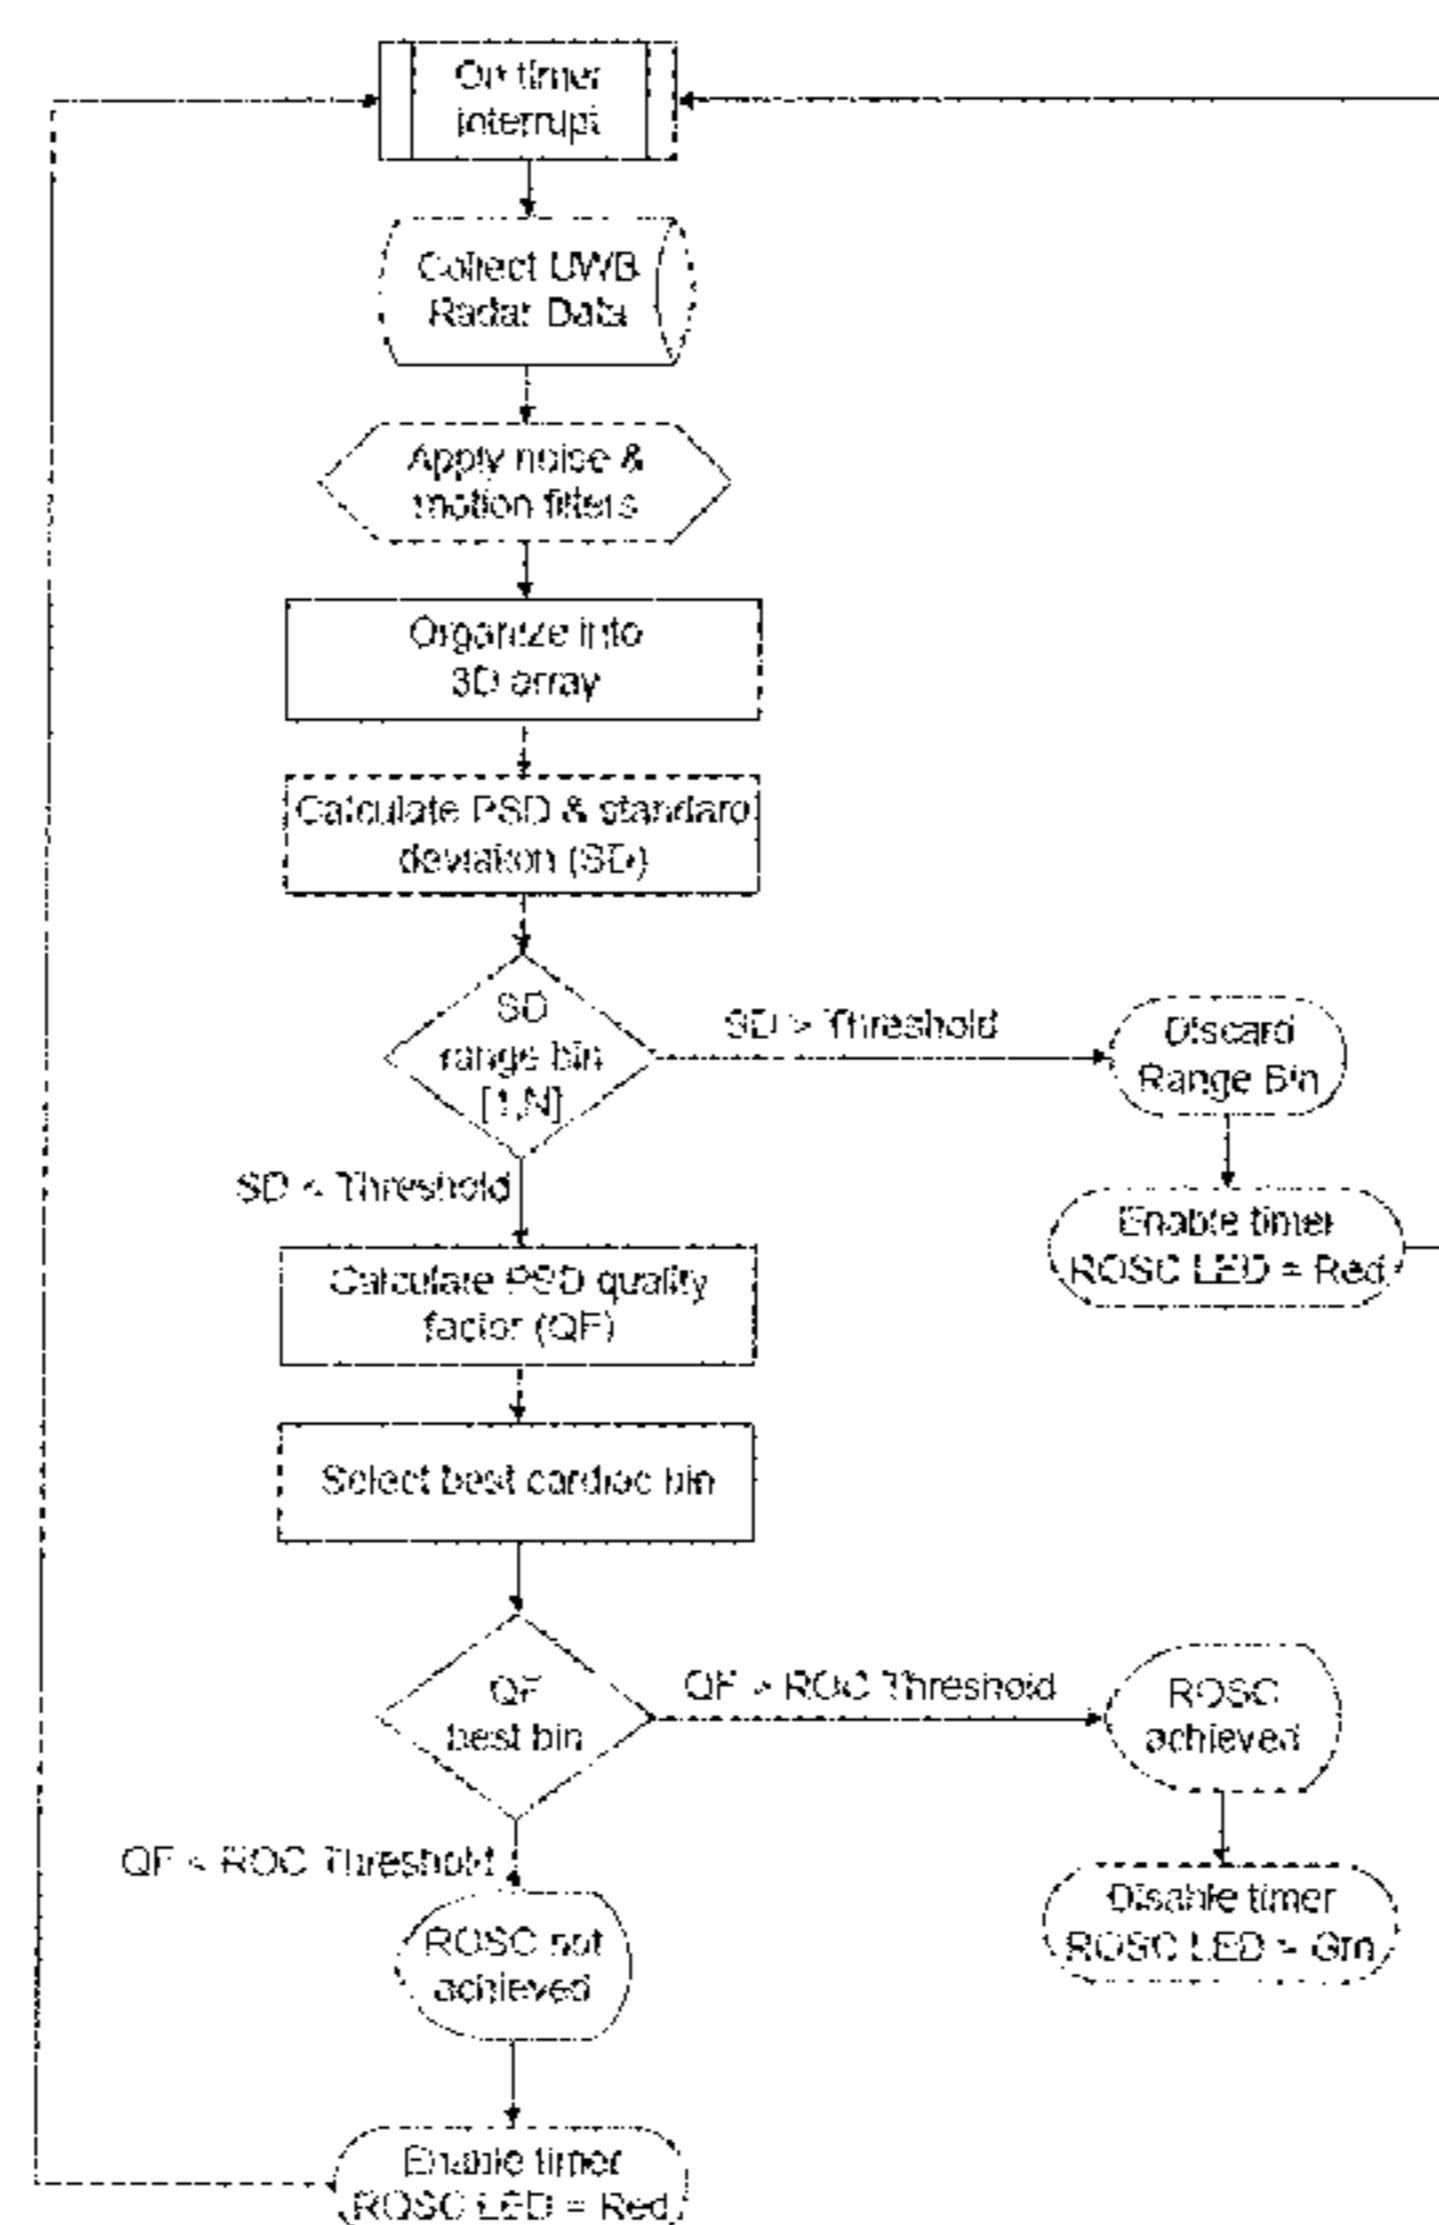 On timer
interrupt
Collect UWB
Radar Data
Apply noise &
motion filters
Organize into
3D array
Calculate PSD & standard
deviation (SD)
SD
range bin
[1,N]
SD > Threshold
Discard
Range Bin
SD < Threshold
Enable timer
ROSC LED = Red
Calculate PSD quality
factor (QF)
Select best cardiac bin
QF
best bin
QF > ROC Threshold
ROSC
achieved
QF < ROC Threshold
Disable timer
ROSC LED = Grn
ROSC not
achieved
Enable timer
ROSC LED = Red